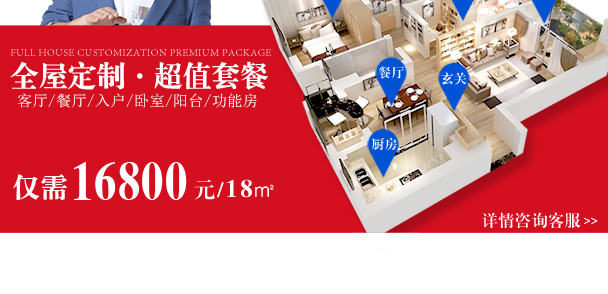 FULL HOUSE CUSTOMIZATION PREMIUM PACKAGE
全屋定制·超值套餐
客厅/餐厅/入户/卧室/阳台/功能房
仅需16800元/18㎡
餐厅
玄关
厨房
详情咨询客服>>